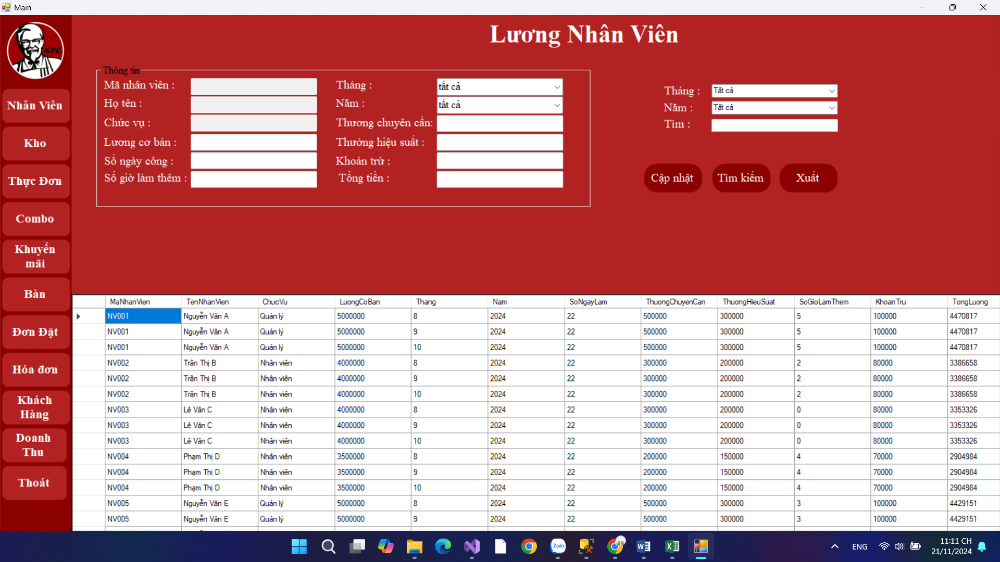 Main
KFC
Lương Nhân Viên
Thông tin
Mã nhân viên :
Họ tên :
Chức vụ :
Lương cơ bản :
Số ngày công :
Số giờ làm thêm :
Tháng : tất cả
Năm : tất cả
Thương chuyên cần:
Thưởng hiệu suất :
Khoản trừ :
Tổng tiền :
Tháng : Tất cả
Năm : Tất cả
Tìm :
Cập nhật Tìm kiếm Xuất
Nhân Viên
Kho
Thực Đơn
Combo
Khuyến
mãi
Bàn
Đơn Đặt
Hóa đơn
Khách
Hàng
Doanh
Thu
Thoát
MaNhanVien TenNhanVien ChucVu LuongCoBan Thang Nam SoNgayLam ThuongChuyenCan ThuongHieuSuat SoGioLamThem KhoanTru TongLuong
NV001 Nguyễn Văn A Quản lý 5000000 8 2024 22 500000 300000 5 100000 4470817
NV001 Nguyễn Văn A Quản lý 5000000 9 2024 22 500000 300000 5 100000 4470817
NV001 Nguyễn Văn A Quản lý 5000000 10 2024 22 500000 300000 5 100000 4470817
NV002 Trần Thị B Nhân viên 4000000 8 2024 22 300000 200000 2 80000 3386658
NV002 Trần Thị B Nhân viên 4000000 9 2024 22 300000 200000 2 80000 3386658
NV002 Trần Thị B Nhân viên 4000000 10 2024 22 300000 200000 2 80000 3386658
NV003 Lê Văn C Nhân viên 4000000 8 2024 22 300000 200000 0 80000 3353326
NV003 Lê Văn C Nhân viên 4000000 9 2024 22 300000 200000 0 80000 3353326
NV003 Lê Văn C Nhân viên 4000000 10 2024 22 300000 200000 0 80000 3353326
NV004 Phạm Thị D Nhân viên 3500000 8 2024 22 200000 150000 4 70000 2904984
NV004 Phạm Thị D Nhân viên 3500000 9 2024 22 200000 150000 4 70000 2904984
NV004 Phạm Thị D Nhân viên 3500000 10 2024 22 200000 150000 4 70000 2904984
NV005 Nguyễn Văn E Quản lý 5000000 8 2024 22 500000 300000 3 100000 4429151
NV005 Nguyễn Văn E Quản lý 5000000 9 2024 22 500000 300000 3 100000 4429151
Zalo
ENG
11:11 CH
21/11/2024